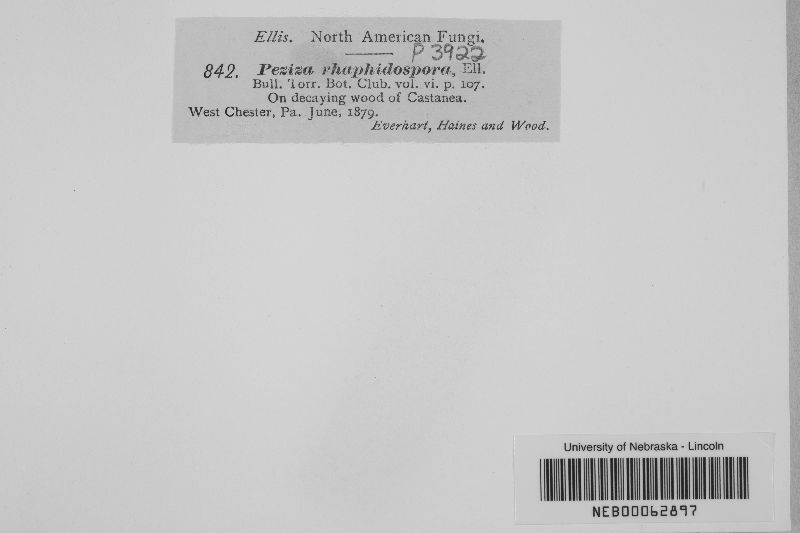 Ellis. North American Fungi.
P 3922
842. Peziza rhaphidospora, Ell.
Bull. Torr. Bot. Club. vol. vi. p. 107.
On decaying wood of Castanea.
West Chester, Pa. June, 1879.
Everhart, Haines and Wood.
University of Nebraska - Lincoln
NEB00062897